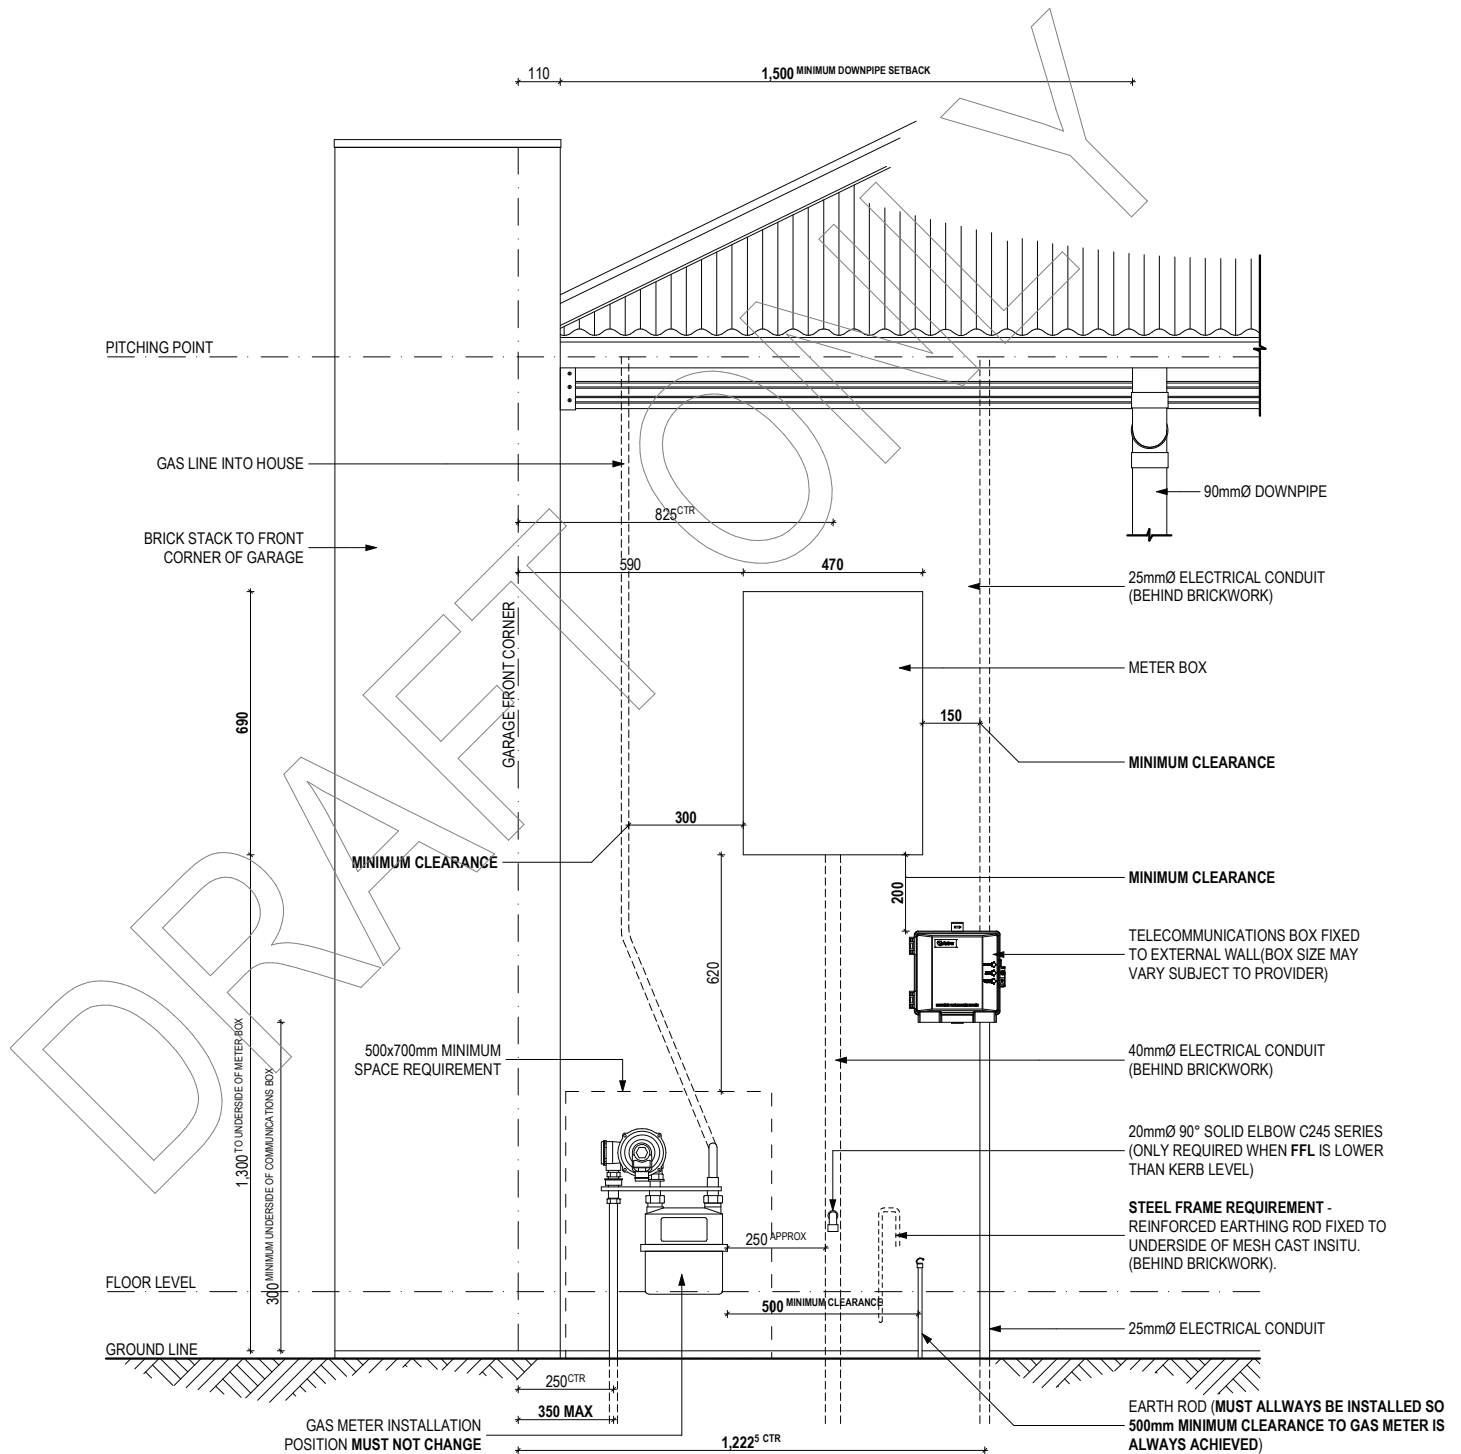 110
1,500 MINIMUM DOWNPIPE SETBACK
PITCHING POINT
GAS LINE INTO HOUSE
90mmØ DOWNPIPE
825 CTR
BRICK STACK TO FRONT
CORNER OF GARAGE
590
470
25mmØ ELECTRICAL CONDUIT
(BEHIND BRICKWORK)
GARAGE FRONT CORNER
METER BOX
690
150
MINIMUM CLEARANCE
300
MINIMUM CLEARANCE
200
MINIMUM CLEARANCE
TELECOMMUNICATIONS BOX FIXED
TO EXTERNAL WALL(BOX SIZE MAY
VARY SUBJECT TO PROVIDER)
620
1,300 TO UNDERSIDE OF METER BOX
300 MINIMUM UNDERSIDE OF COMMUNICATIONS BOX
500x700mm MINIMUM
SPACE REQUIREMENT
40mmØ ELECTRICAL CONDUIT
(BEHIND BRICKWORK)
20mmØ 90° SOLID ELBOW C245 SERIES
(ONLY REQUIRED WHEN FFL IS LOWER
THAN KERB LEVEL)
STEEL FRAME REQUIREMENT -
REINFORCED EARTHING ROD FIXED TO
UNDERSIDE OF MESH CAST INSITU.
(BEHIND BRICKWORK).
250 APPROX
FLOOR LEVEL
500 MINIMUM CLEARANCE
25mmØ ELECTRICAL CONDUIT
GROUND LINE
250 CTR
350 MAX
GAS METER INSTALLATION
POSITION MUST NOT CHANGE
1,222⁵ CTR
EARTH ROD (MUST ALLWAYS BE INSTALLED SO
500mm MINIMUM CLEARANCE TO GAS METER IS
ALWAYS ACHIEVED)
DRAFT ONLY